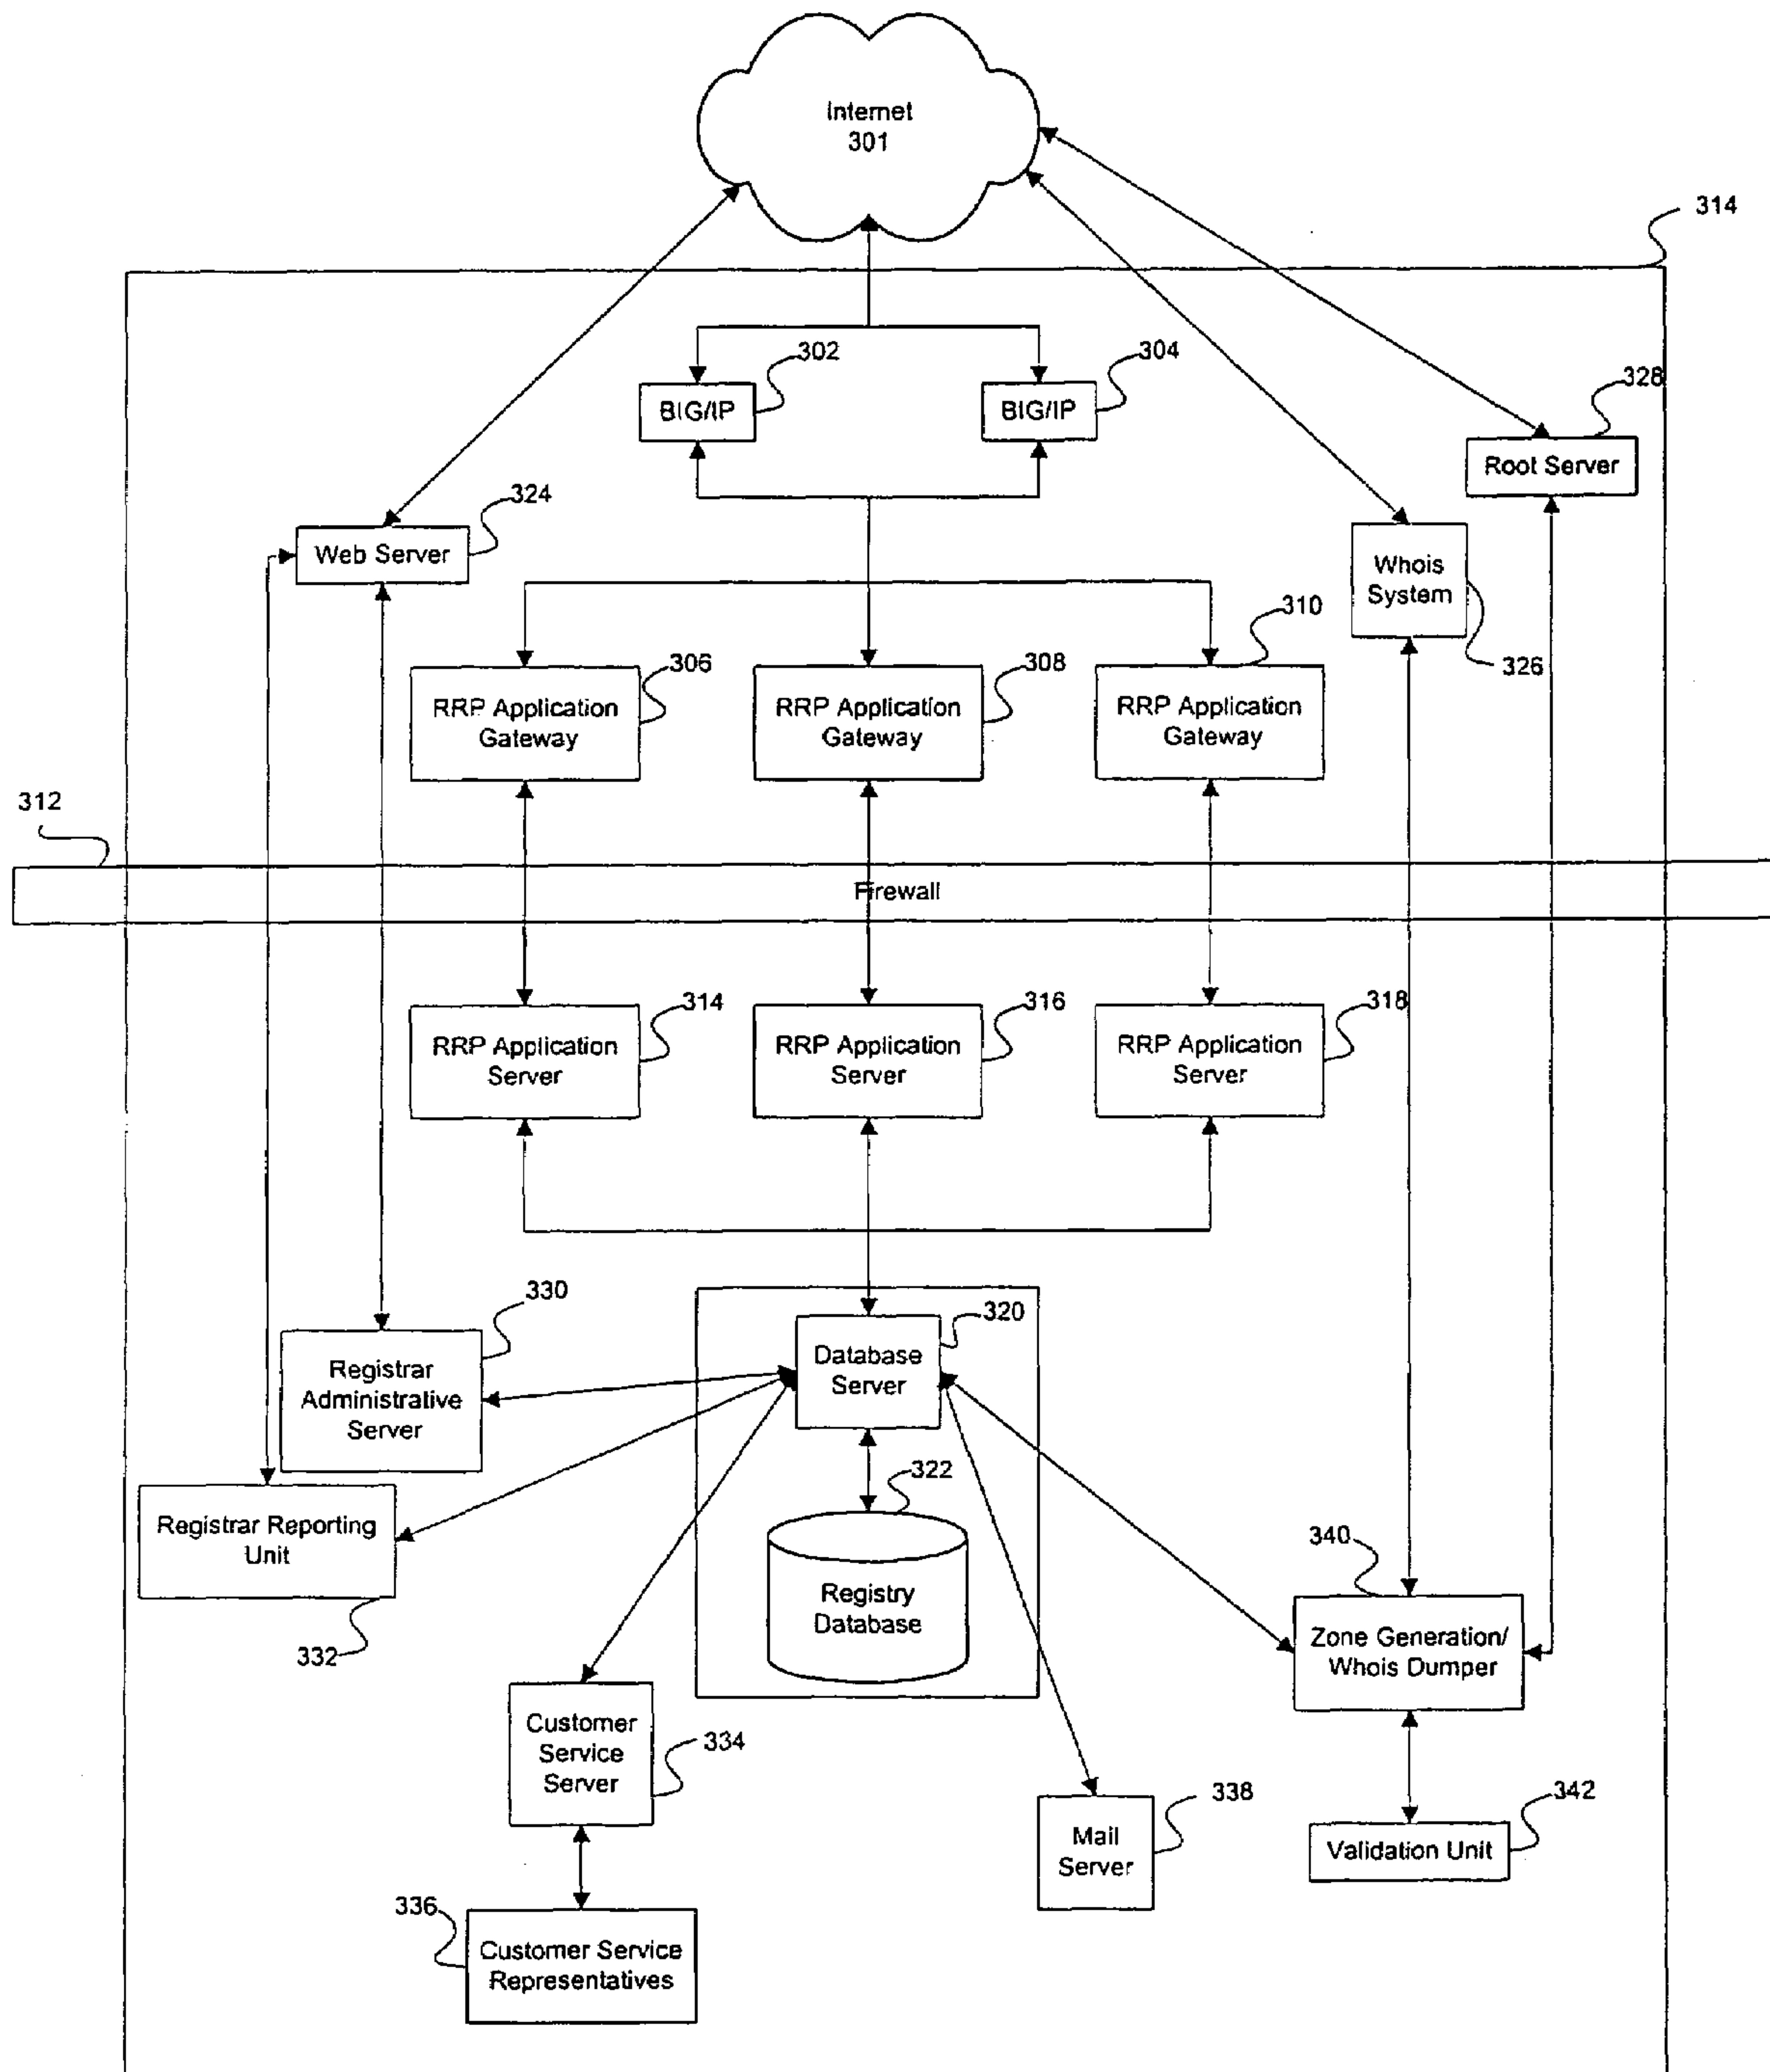 Internet
301
314
302
304
BIG/IP
BIG/IP
328
Root Server
324
Web Server
Whois
System
326
306
308
310
RRP Application
Gateway
RRP Application
Gateway
RRP Application
Gateway
312
Firewall
314
316
318
RRP Application
Server
RRP Application
Server
RRP Application
Server
330
320
Registrar
Administrative
Server
Database
Server
322
Registrar Reporting
Unit
332
Registry
Database
340
Zone Generation/
Whois Dumper
Customer
Service
Server
334
338
Mail
Server
342
Validation Unit
336
Customer Service
Representatives